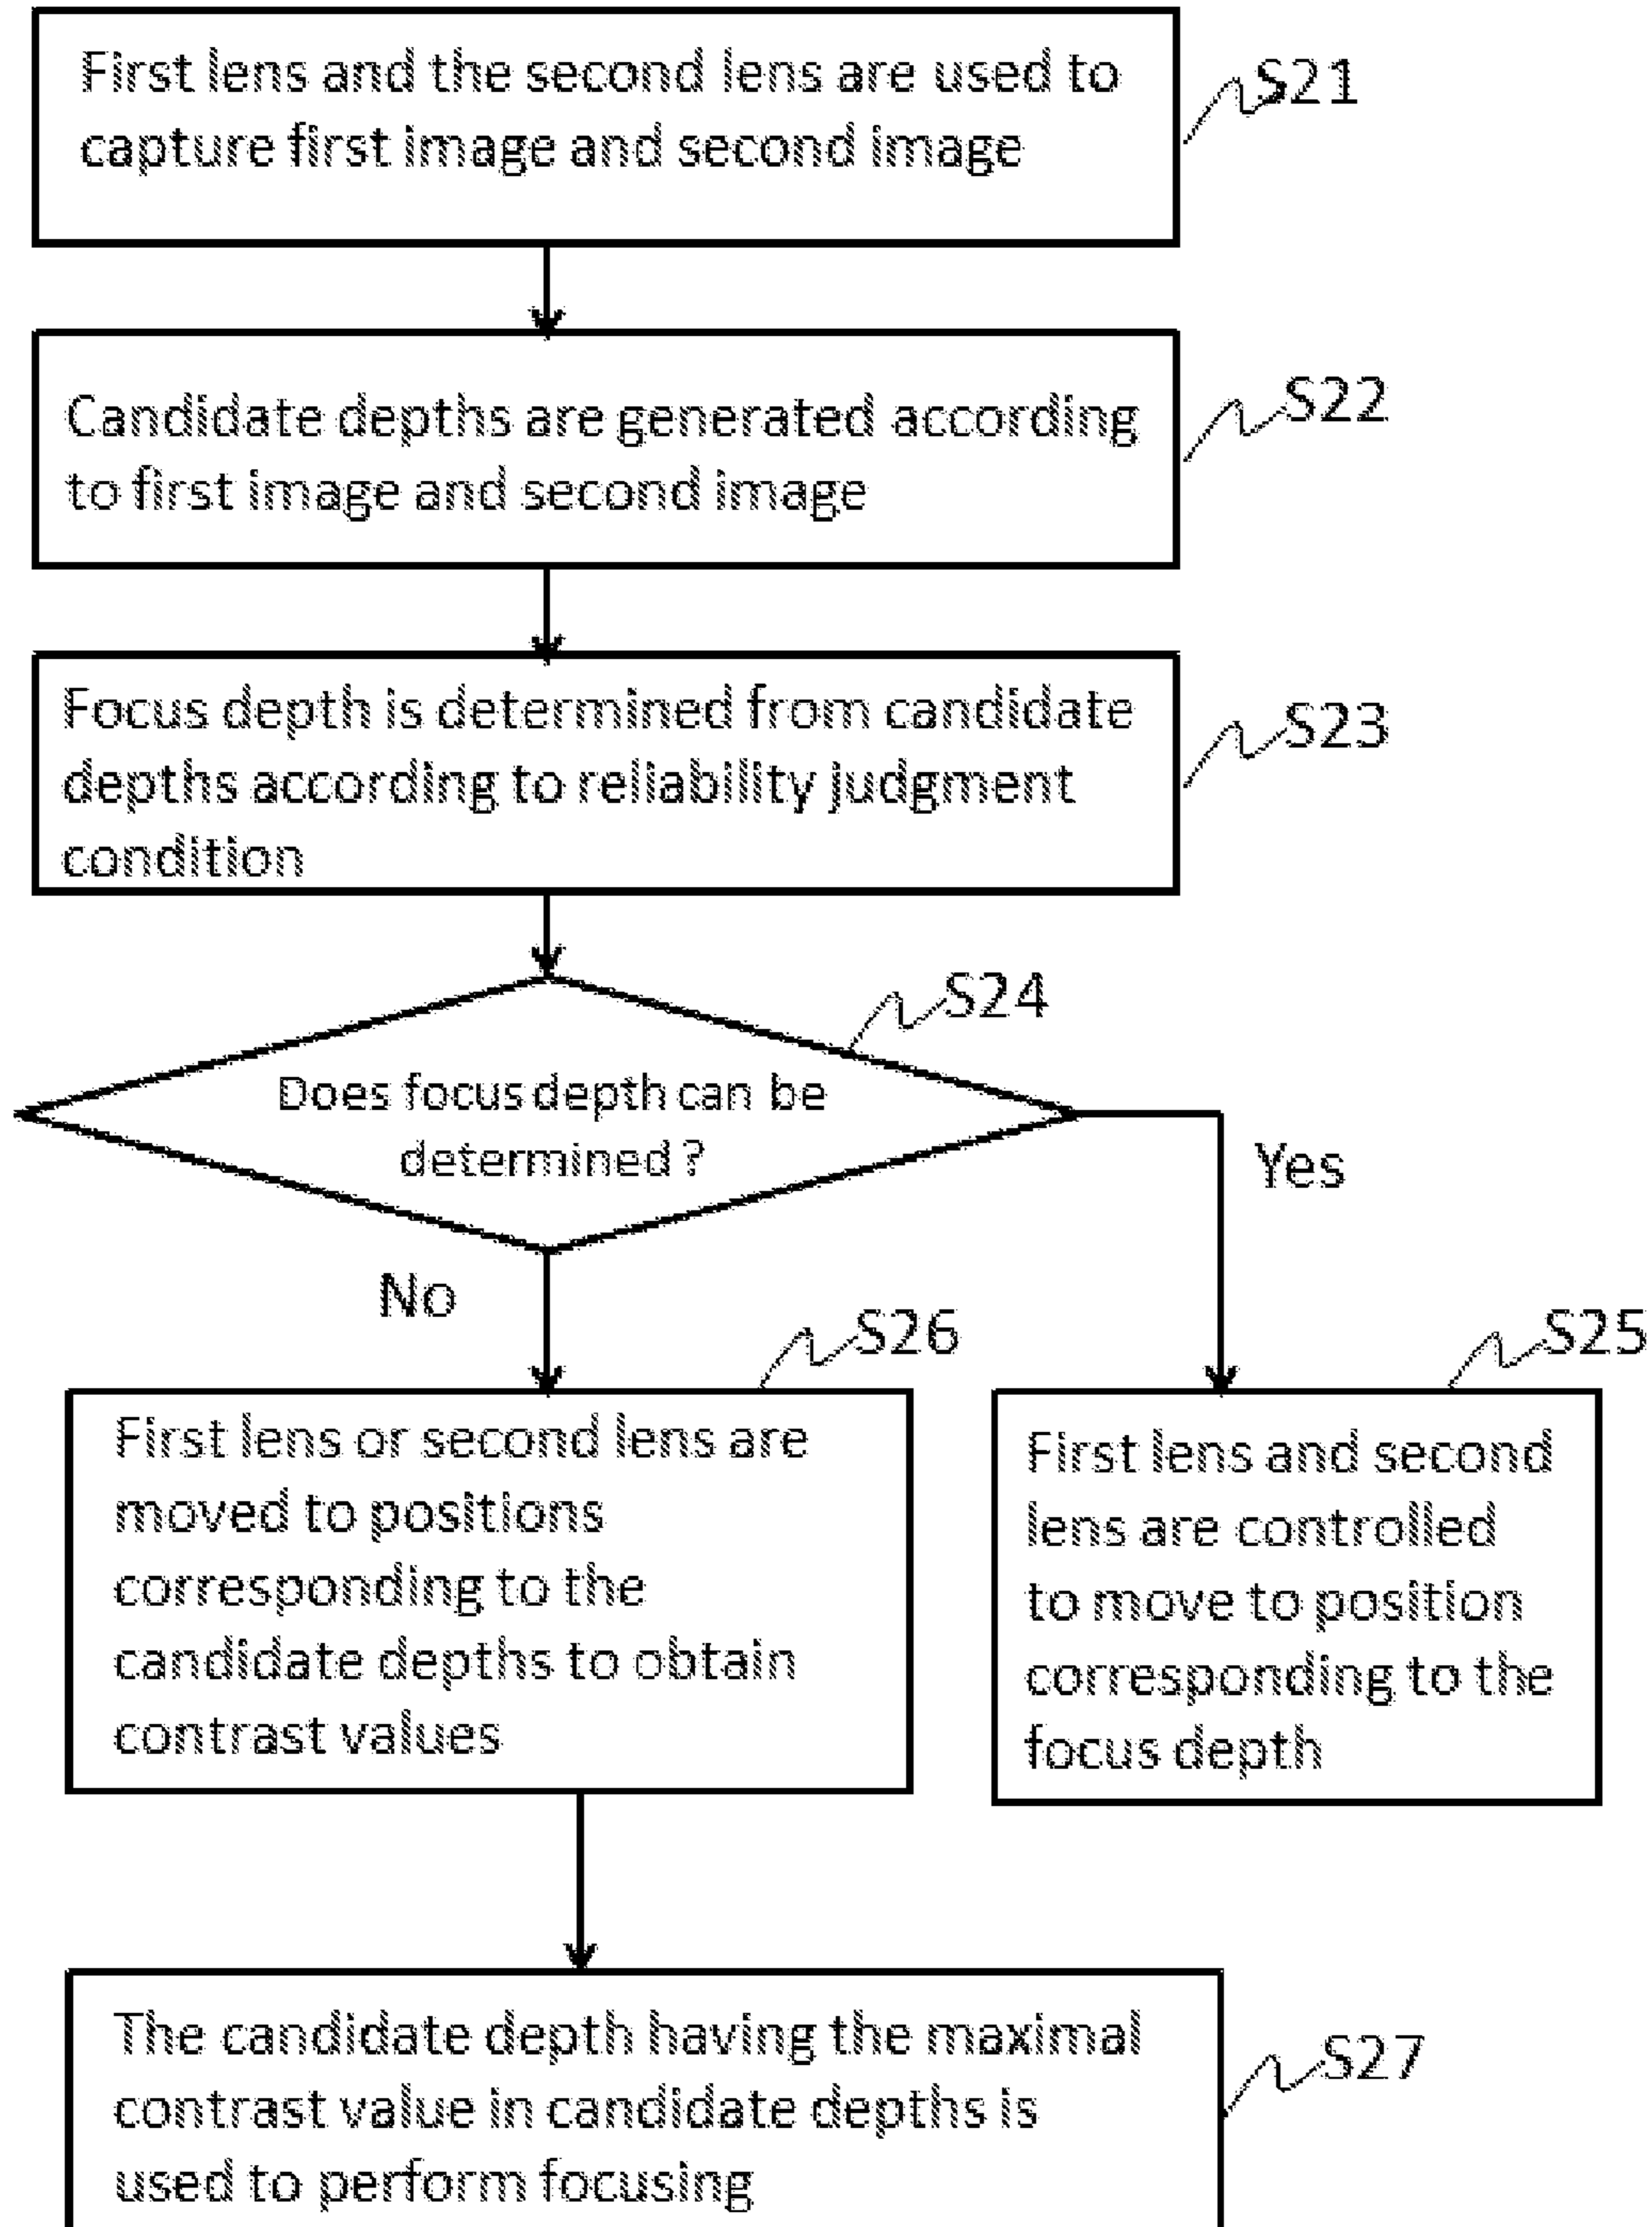 First lens and the second lens are used to
capture first image and second image
S21
Candidate depths are generated according
to first image and second image
S22
Focus depth is determined from candidate
depths according to reliability judgment
condition
S23
S24
Does focus depth can be
determined ?
Yes
No
S26
First lens or second lens are
moved to positions
corresponding to the
candidate depths to obtain
contrast values
S25
First lens and second
lens are controlled
to move to position
corresponding to the
focus depth
The candidate depth having the maximal
contrast value in candidate depths is
used to perform focusing
S27